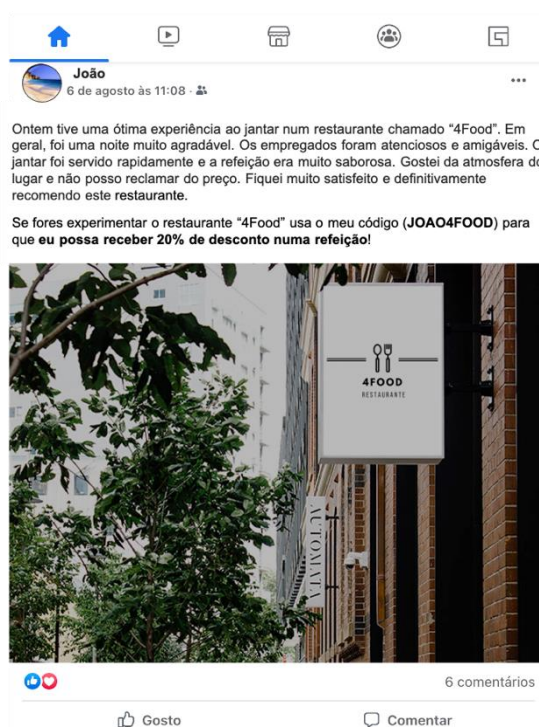 João
6 de agosto às 11:08 ·
Ontem tive uma ótima experiência ao jantar num restaurante chamado “4Food”. Em
geral, foi uma noite muito agradável. Os empregados foram atenciosos e amigáveis. O
jantar foi servido rapidamente e a refeição era muito saborosa. Gostei da atmosfera do
lugar e não posso reclamar do preço. Fiquei muito satisfeito e definitivamente
recomendo este restaurante.
Se fores experimentar o restaurante “4Food” usa o meu código (JOAO4FOOD) para
que eu possa receber 20% de desconto numa refeição!
4FOOD
RESTAURANTE
AUTOMATA
6 comentários
Gosto
Comentar